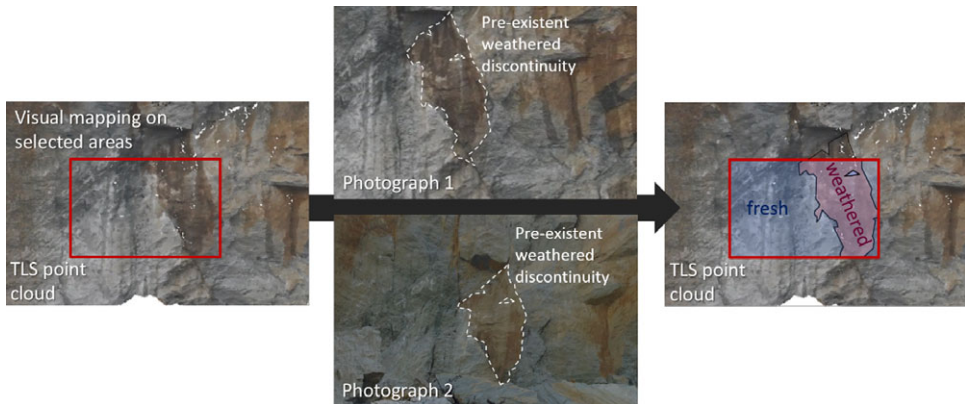 Visual mapping on
selected areas
TLS point
cloud
Pre-existent
weathered
discontinuity
Photograph 1
Pre-existent
weathered
discontinuity
Photograph 2
fresh
weathered
TLS point
cloud